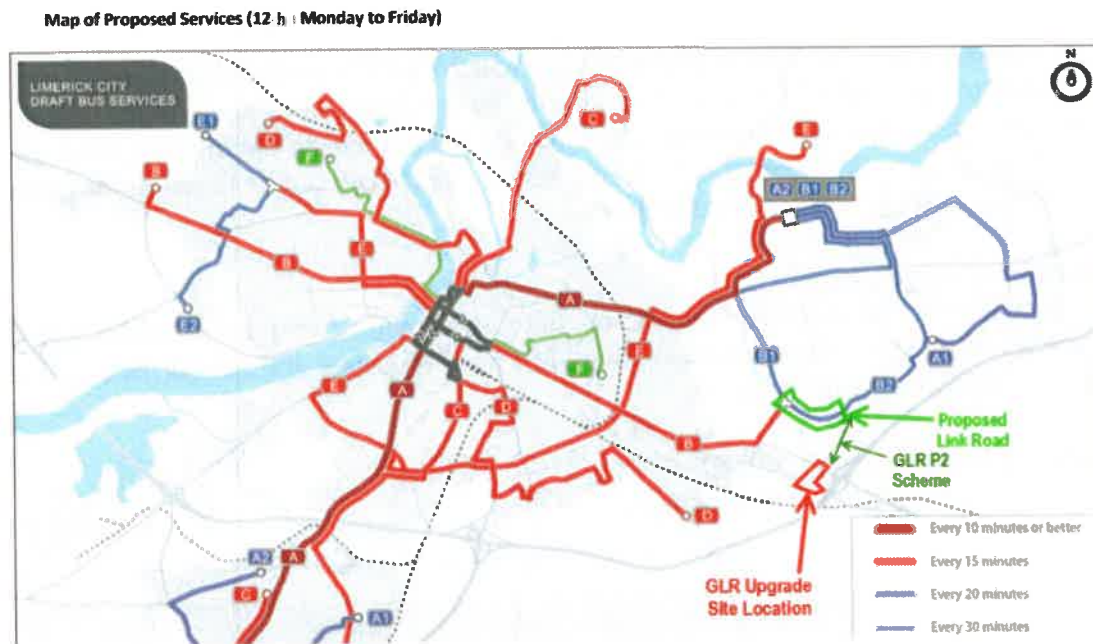 Map of Proposed Services (12 h Monday to Friday)
LIMERICK CITY
DRAFT BUS SERVICES
N
E1
D
F
C
E
B
A2 B1 B2
E
B
A
E2
E
F
B1
A1
B2
E
A
C
D
B
Proposed
Link Road
GLR P2
Scheme
D
Every 10 minutes or better
A2
A
Every 15 minutes
C
GLR Upgrade
Site Location
Every 20 minutes
A1
Every 30 minutes